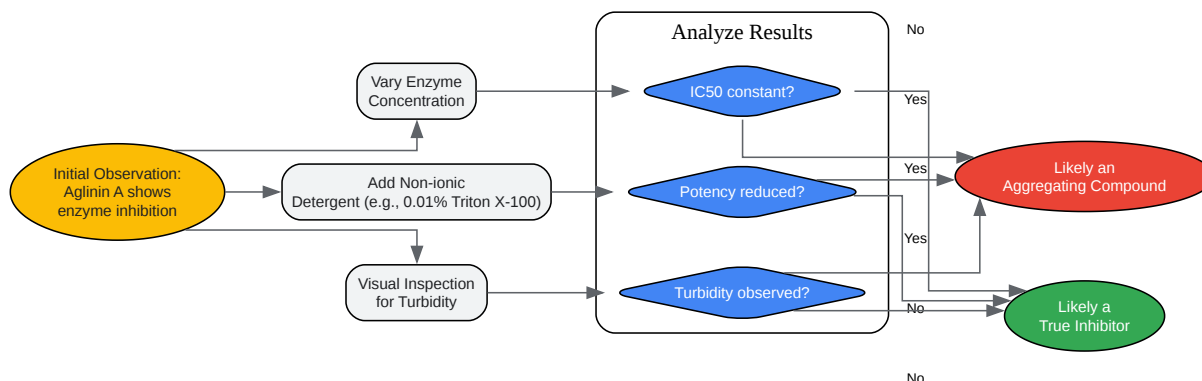 Initial Observation:
Aglinin A shows
enzyme inhibition
Vary Enzyme
Concentration
Add Non-ionic
Detergent (e.g., 0.01% Triton X-100)
Visual Inspection
for Turbidity
Analyze Results
IC50 constant?
Potency reduced?
Turbidity observed?
No
Yes
Yes
Yes
No
No
Likely an
Aggregating Compound
Likely a
True Inhibitor